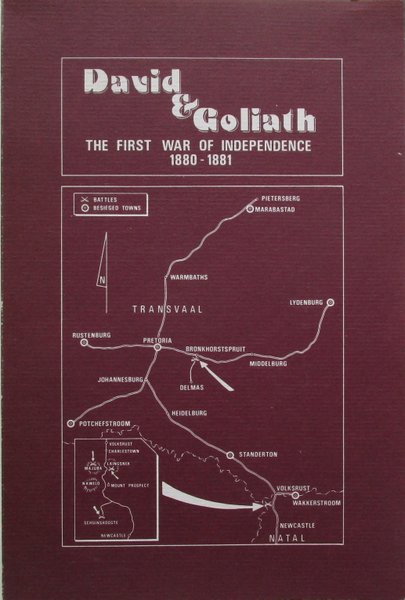 David
&
Goliath
THE FIRST WAR OF INDEPENDENCE
1880-1881
BATTLES
BESIEGED TOWNS
PIETERSBERG
MARABASTAD
N
WARMBATHS
TRANSVAAL
LYDENBURG
RUSTENBURG
PRETORIA
BRONKHORSTSPRUIT
MIDDELBURG
JOHANNESBURG
DELMAS
HEIDELBURG
POTCHEFSTROOM
VOLKSRUST
CHARLESTOWN
LAINGSNEK
MAJUBA
MOUNT PROSPECT
SCHUINSHOOGTE
NEWCASTLE
STANDERTON
VOLKSRUST
WAKKERSTROOM
NEWCASTLE
NATAL